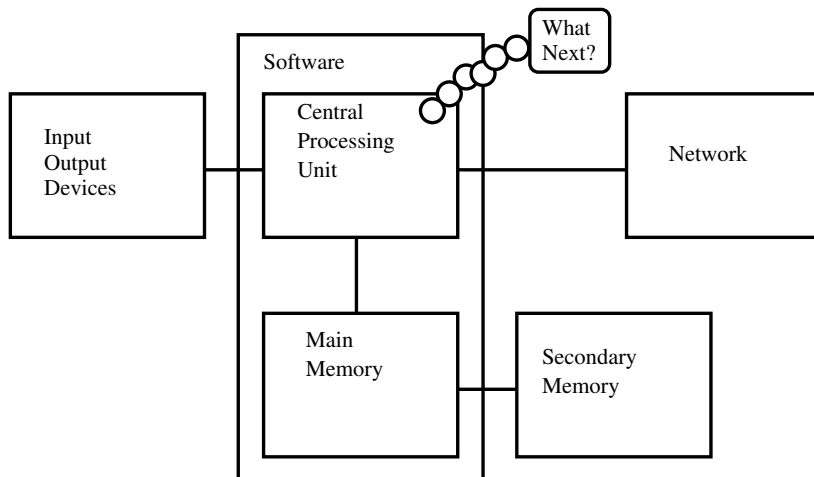 What
Next?
Software
Central
Processing
Unit
Input
Output
Devices
Network
Main
Memory
Secondary
Memory